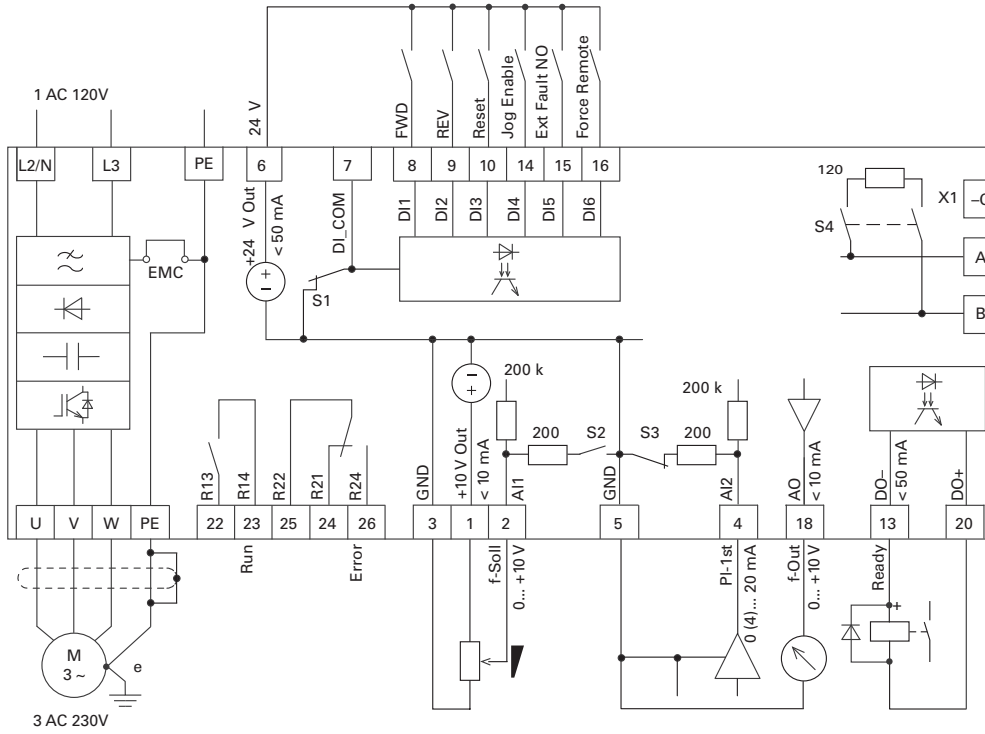 1 AC 120V
24 V
FWD
REV
Reset
Jog Enable
Ext Fault NO
Force Remote
L2/N
L3
PE
6
7
8
9
10
14
15
16
120
X1
S4
A
B
EMC
+24 V Out
< 50 mA
DI_COM
DI1
DI2
DI3
DI4
DI5
DI6
S1
+
−
−
+
200 k
200 k
200
S2
S3
200
R13
R14
R22
R21
R24
GND
+10 V Out
< 10 mA
AI1
GND
AI2
AO
< 10 mA
DO−
< 50 mA
DO+
U
V
W
PE
22
23
25
24
26
3
1
2
5
4
18
13
20
Run
Error
f-Soll
0... +10 V
PI-1st
0 (4)... 20 mA
f-Out
0... +10 V
Ready
+
M
3 ~
e
3 AC 230V